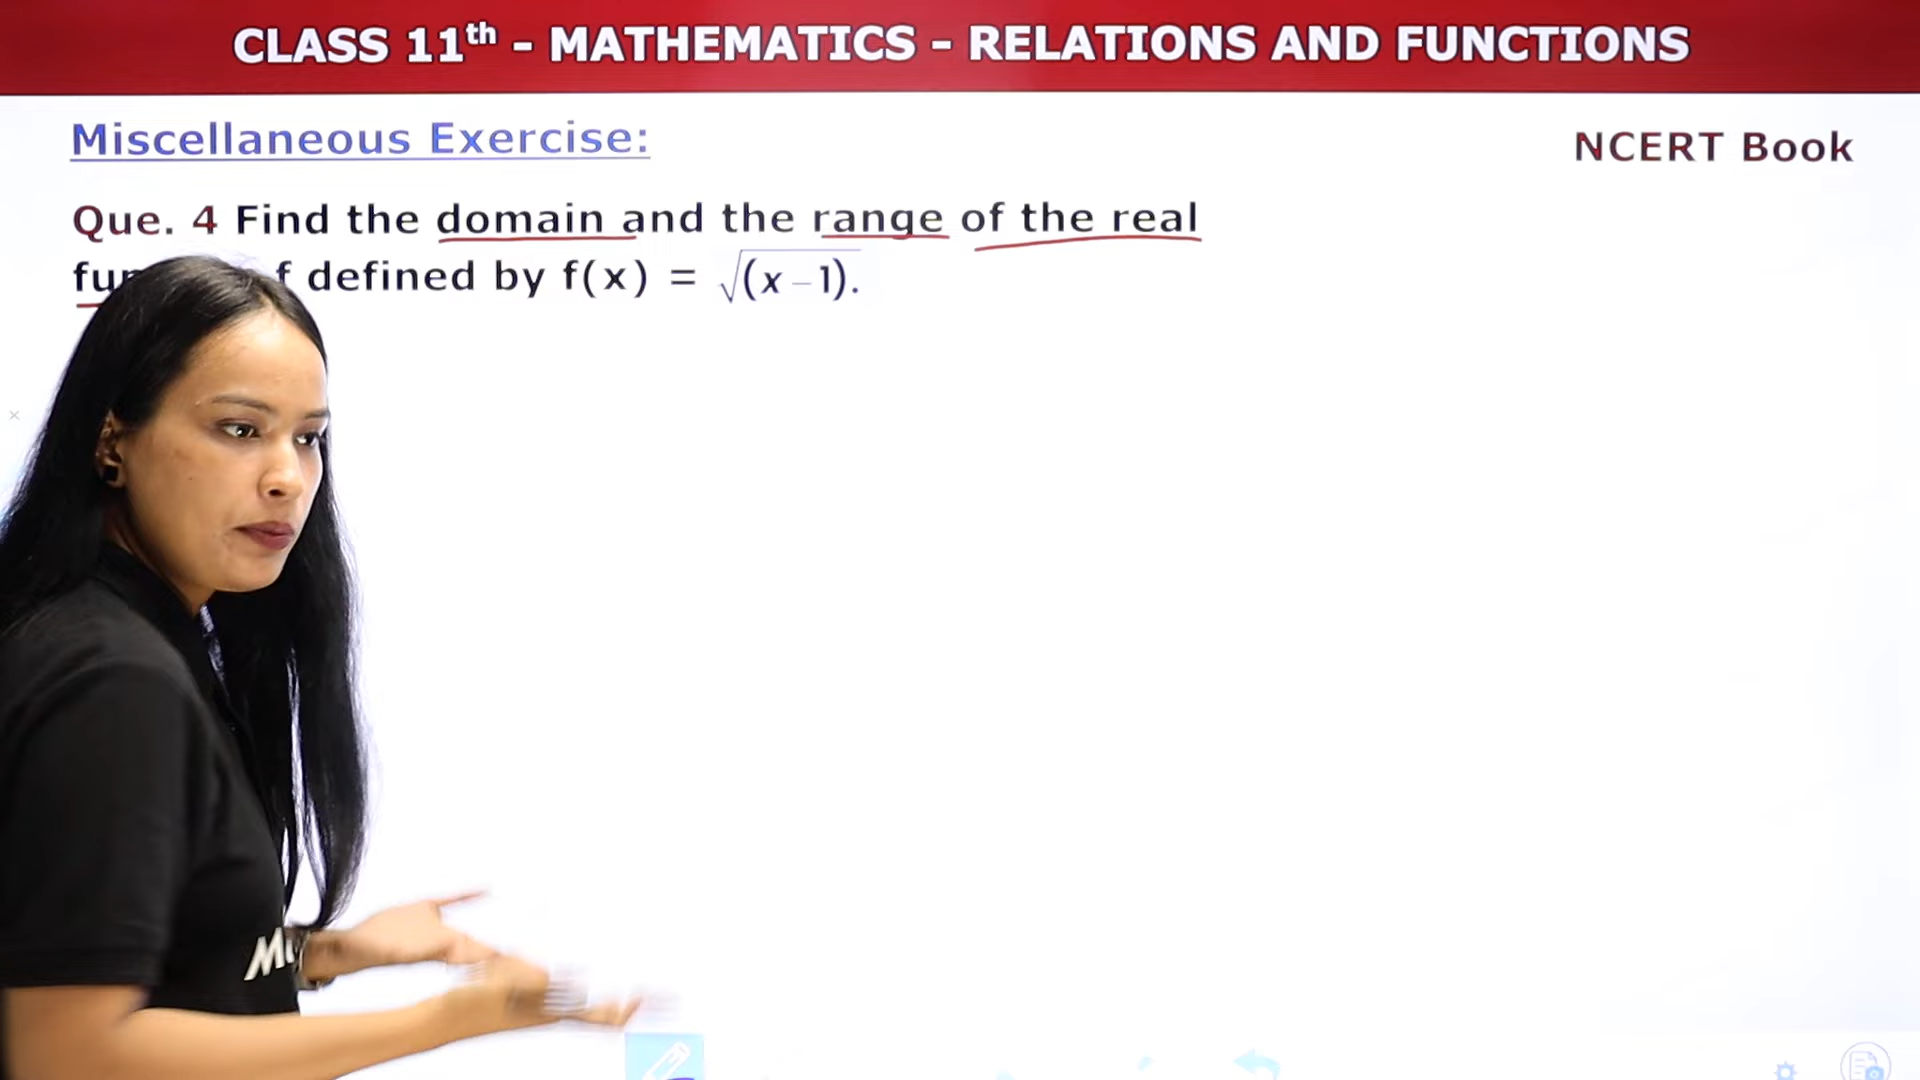 CLASS 11th - MATHEMATICS - RELATIONS AND FUNCTIONS
Miscellaneous Exercise:
NCERT Book
Que. 4 Find the domain and the range of the real
f defined by f(x) = √(x – 1).